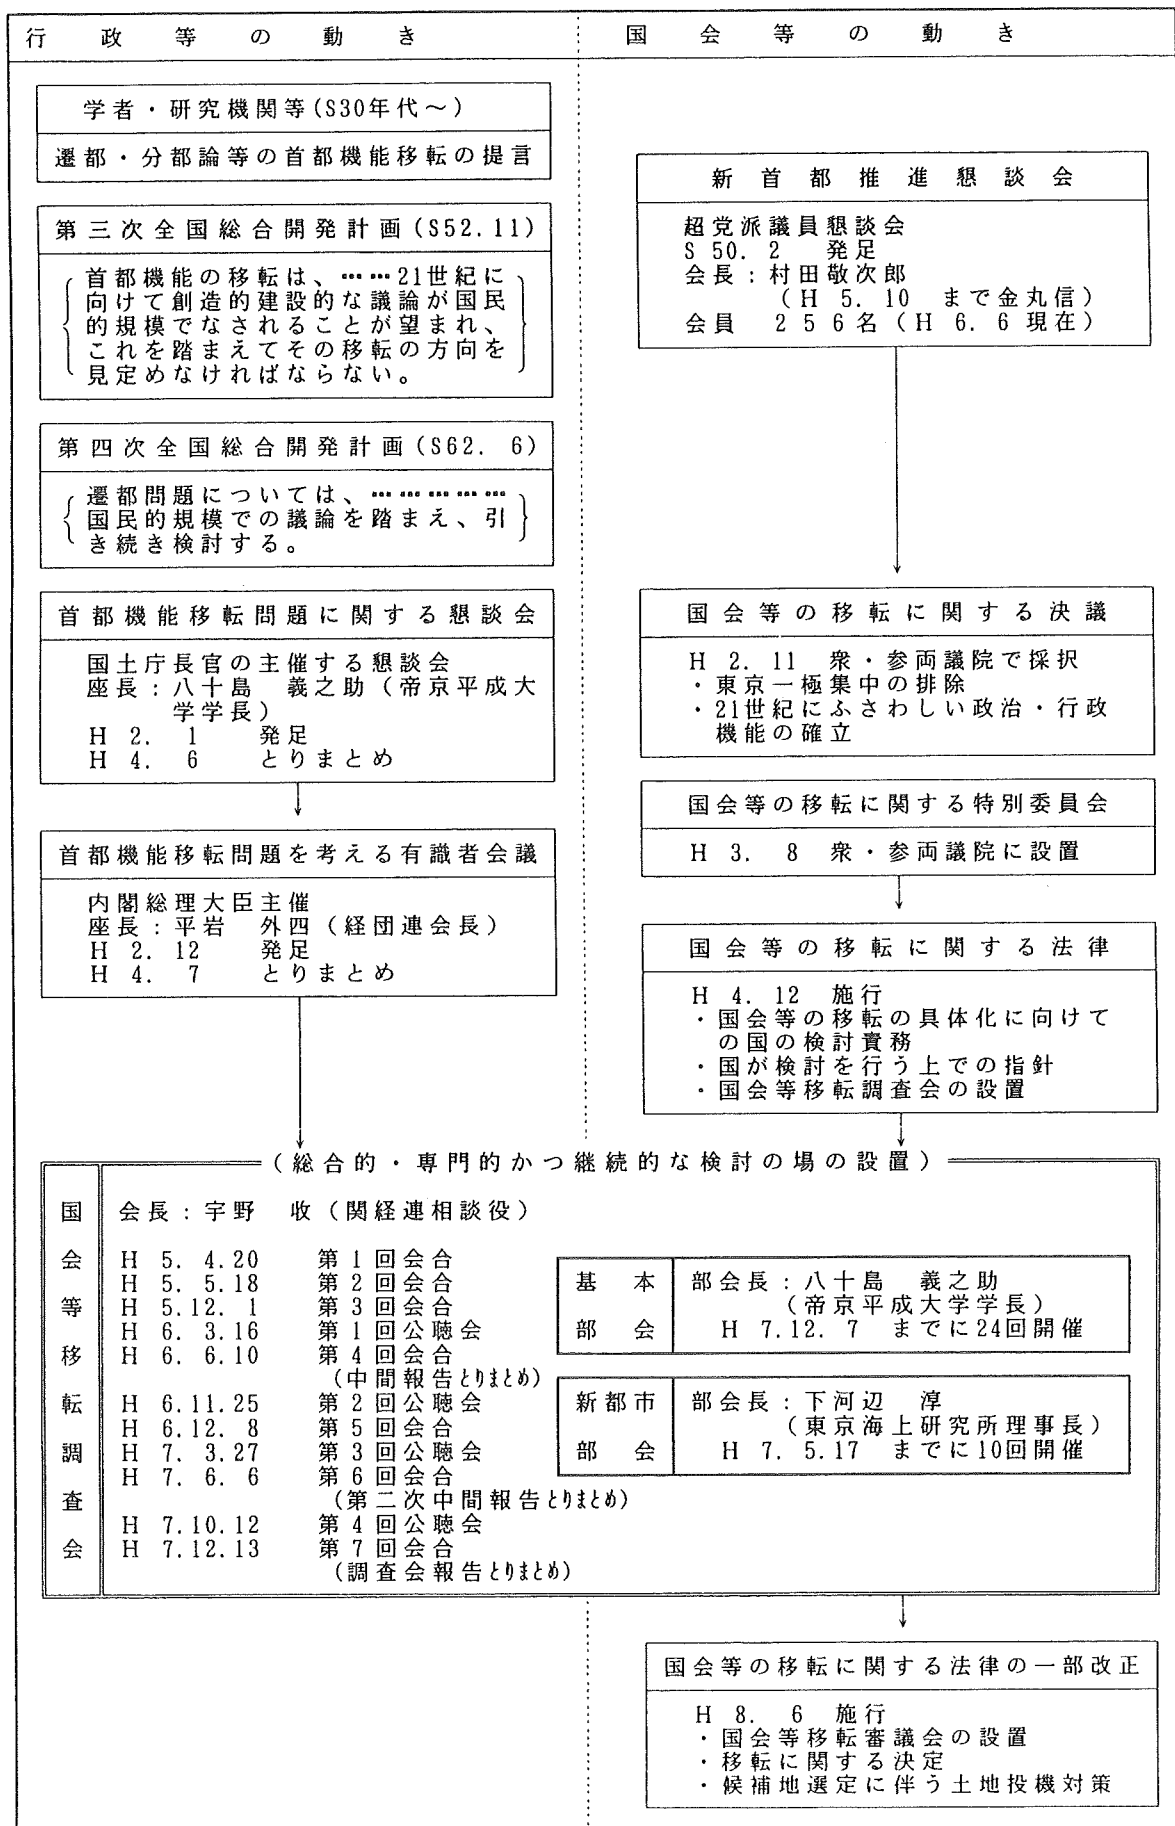 行政等の動き
国会等の動き
学者・研究機関等(S30年代～)
遷都・分都論等の首都機能移転の提言
第三次全国総合開発計画(S52.11)
首都機能の移転は、……21世紀に
向けて創造的建設的な議論が国民
的規模でなされることが望まれ、
これを踏まえてその移転の方向を
見定めなければならない。
第四次全国総合開発計画(S62. 6)
遷都問題については、……………
国民的規模での議論を踏まえ、引
き続き検討する。
首都機能移転問題に関する懇談会
国土庁長官の主催する懇談会
座長：八十島 義之助（帝京平成大
学学長）
H 2. 1 発足
H 4. 6 とりまとめ
首都機能移転問題を考える有識者会議
内閣総理大臣主催
座長：平岩 外四（経団連会長）
H 2. 12 発足
H 4. 7 とりまとめ
新首都推進懇談会
超党派議員懇談会
S 50. 2 発足
会長：村田敬次郎
（H 5. 10 まで金丸信）
会員 256名（H 6. 6 現在）
国会等の移転に関する決議
H 2. 11 衆・参両議院で採択
・東京一極集中の排除
・21世紀にふさわしい政治・行政
機能の確立
国会等の移転に関する特別委員会
H 3. 8 衆・参両議院に設置
国会等の移転に関する法律
H 4. 12 施行
・国会等の移転の具体化に向けて
の国の検討責務
・国が検討を行う上での指針
・国会等移転調査会の設置
（総合的・専門的かつ継続的な検討の場の設置）
国会等移転調査会
会長：宇野 収（関経連相談役）
H 5. 4.20 第1回会合
H 5. 5.18 第2回会合
H 5.12. 1 第3回会合
H 6. 3.16 第1回公聴会
H 6. 6.10 第4回会合
（中間報告とりまとめ）
H 6.11.25 第2回公聴会
H 6.12. 8 第5回会合
H 7. 3.27 第3回公聴会
H 7. 6. 6 第6回会合
（第二次中間報告とりまとめ）
H 7.10.12 第4回公聴会
H 7.12.13 第7回会合
（調査会報告とりまとめ）
基本部会
部会長：八十島 義之助
（帝京平成大学学長）
H 7.12. 7 までに24回開催
新都市部会
部会長：下河辺 淳
（東京海上研究所理事長）
H 7. 5.17 までに10回開催
国会等の移転に関する法律の一部改正
H 8. 6 施行
・国会等移転審議会の設置
・移転に関する決定
・候補地選定に伴う土地投機対策